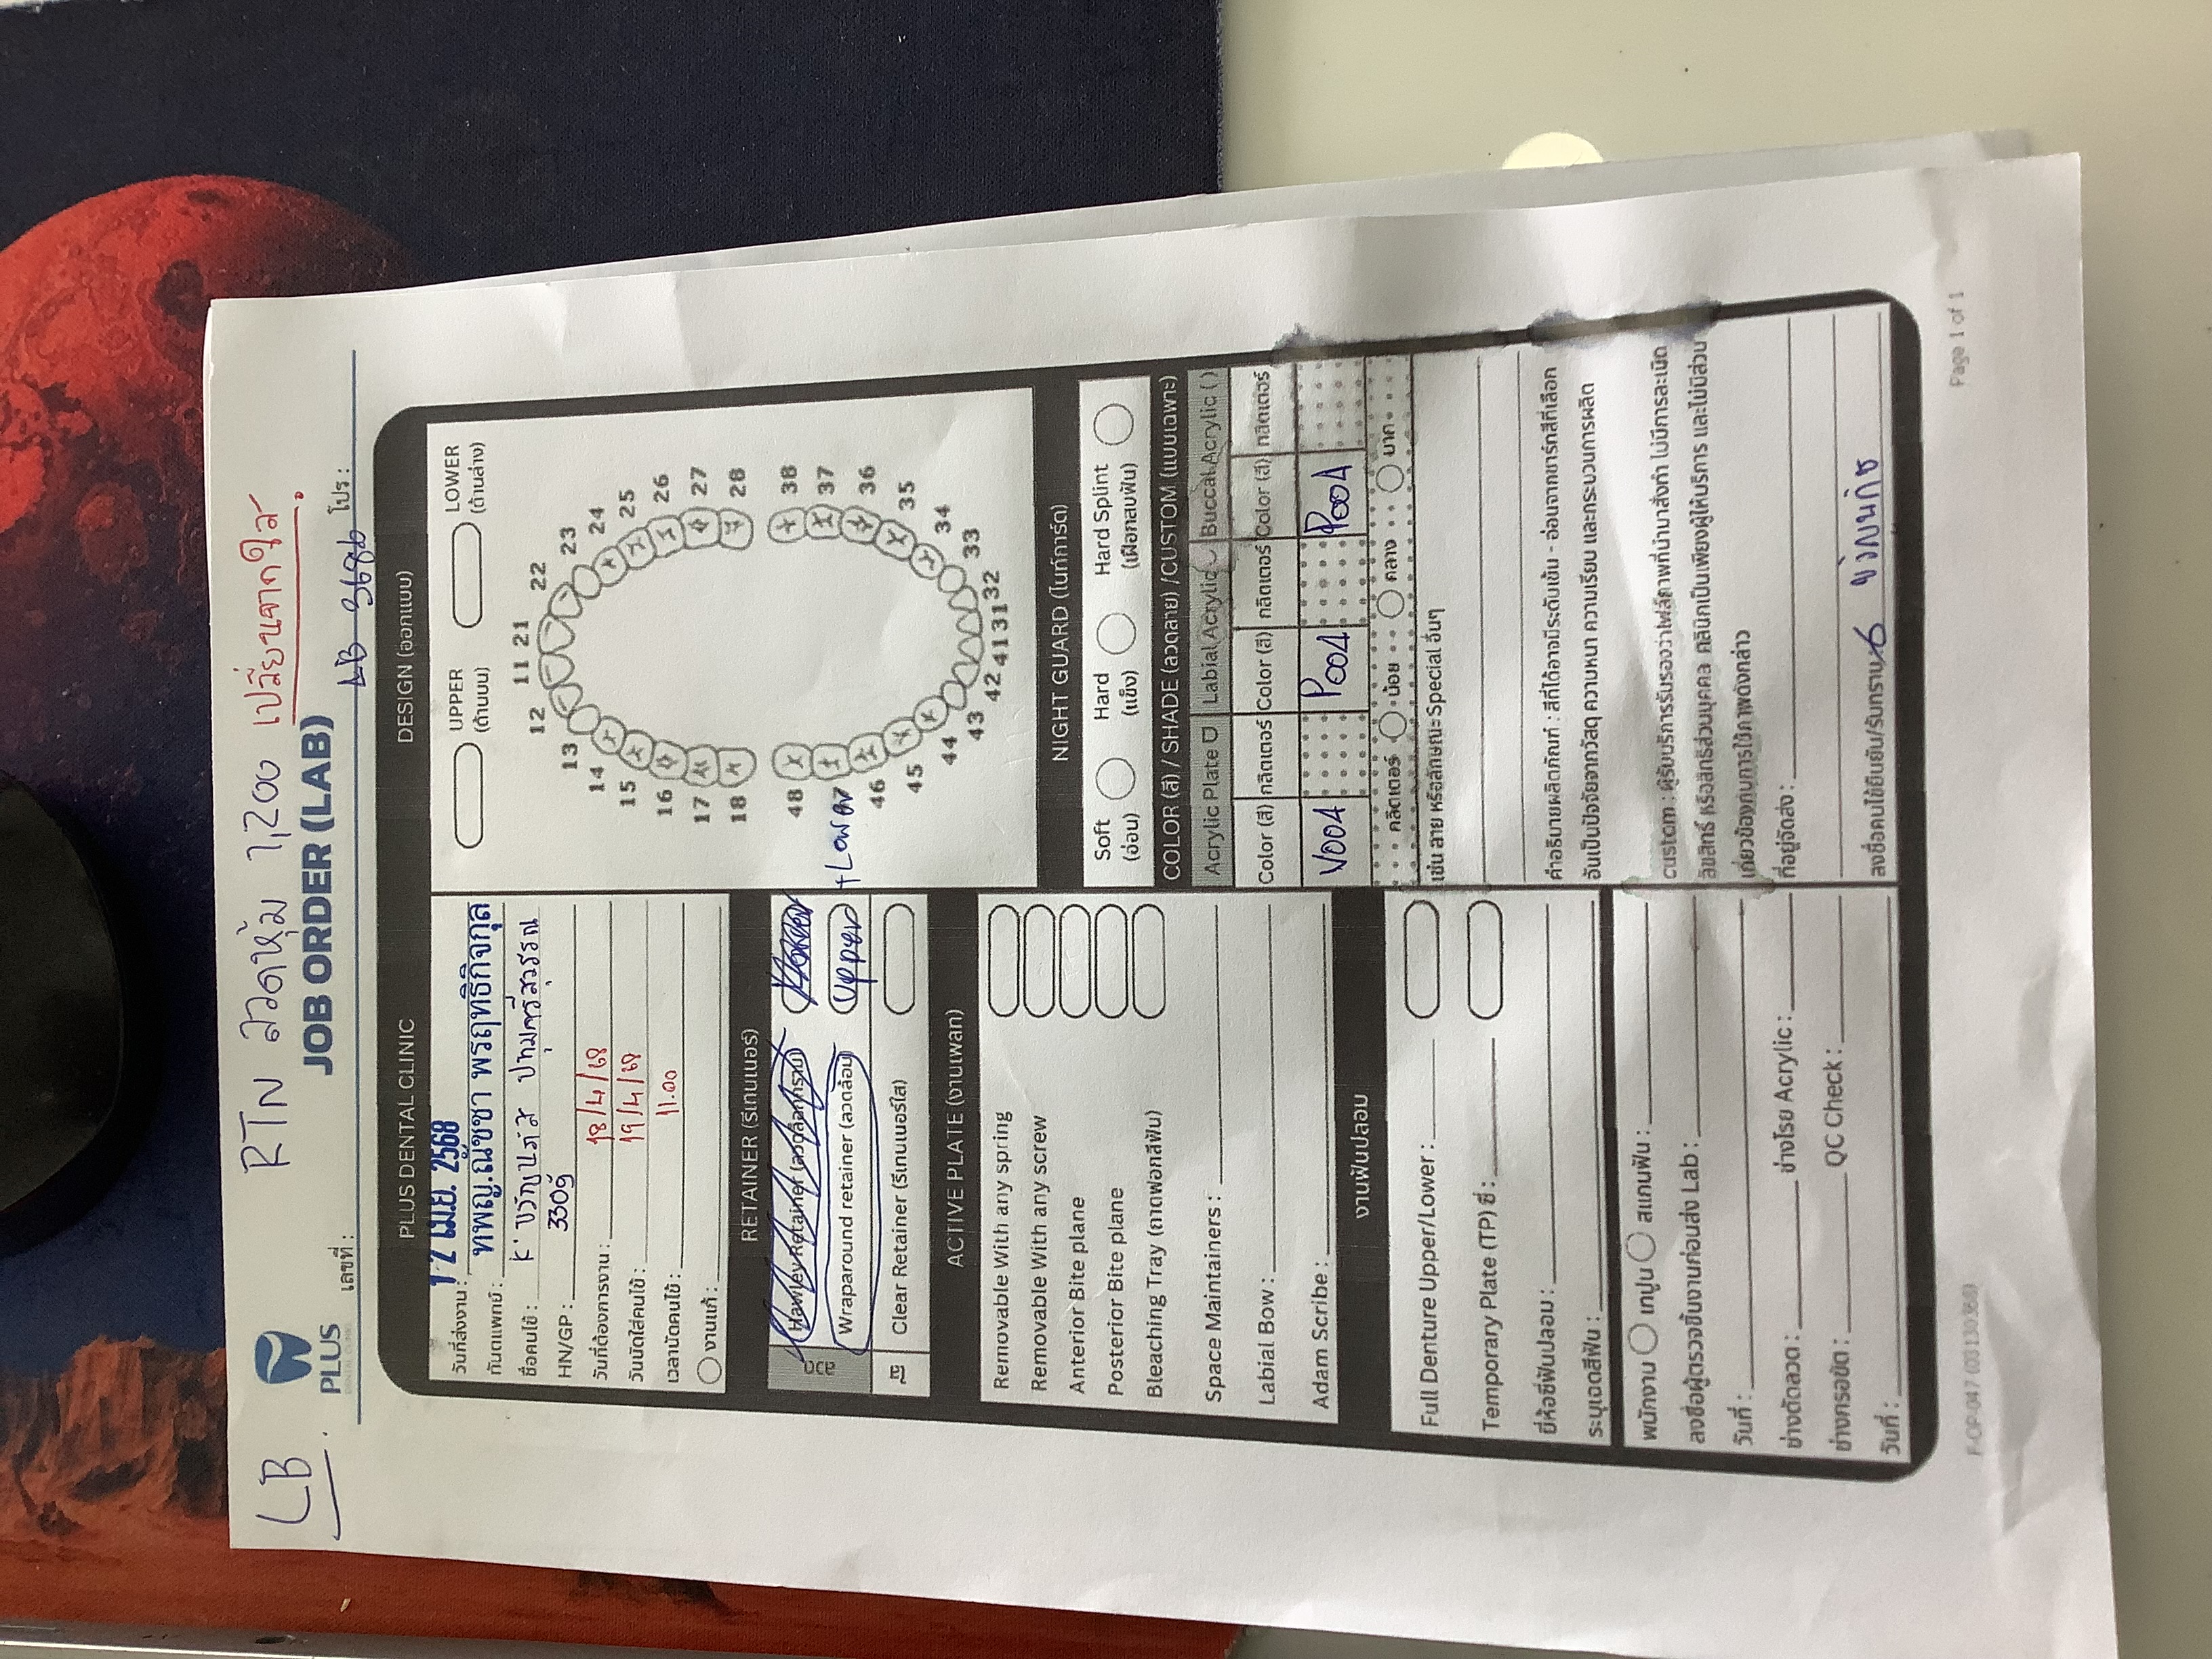 LB
RTN ลวดหุ้ม 1,200 เปลี่ยนจากใส
PLUS
DENTAL CLINIC
JOB ORDER (LAB)
เลขที่ :
LB 3686 โปร :
PLUS DENTAL CLINIC
วันที่ส่งงาน : 12 เม.ย. 2568
ทันตแพทย์ : ทพญ.ณัชชา พรฤทธิกิจกุล
ชื่อคนไข้ : K. ขวัญนภัส ปทุมศรีสุวรรณ
HN/GP : 3309
วันที่ต้องการงาน : 18/4/68
วันนัดใส่คนไข้ : 19/4/68
เวลานัดคนไข้ : 11.00
งานแก้ :
RETAINER (รีเทนเนอร์)
ลวด
Hawley Retainer (ลวดล็อกกราม)
Wraparound retainer (ลวดล้อม) Upper + Lower
ใส
Clear Retainer (รีเทนเนอร์ใส)
ACTIVE PLATE (งานเพลท)
Removable With any spring
Removable With any screw
Anterior Bite plane
Posterior Bite plane
Bleaching Tray (ถาดฟอกสีฟัน)
Space Maintainers :
Labial Bow :
Adam Scribe :
งานฟันปลอม
Full Denture Upper/Lower :
Temporary Plate (TP) ซี่ :
ยี่ห้อซี่ฟันปลอม :
ระบุเฉดสีฟัน :
พนักงาน เทปูน สแกนฟัน :
ลงชื่อผู้ตรวจชิ้นงานก่อนส่ง Lab :
วันที่ :
ช่างดัดลวด : ช่างโรย Acrylic :
ช่างกรอขัด : QC Check :
วันที่ :
DESIGN (ออกแบบ)
UPPER LOWER
(ด้านบน) (ด้านล่าง)
11 21
12 22
13 23
14 24
15 25
16 26
17 27
18 28
48 38
37
46 36
45 35
44 34
43 33
42 41 31 32
NIGHT GUARD (ไนท์การ์ด)
Soft Hard Hard Splint
(อ่อน) (แข็ง) (เฝือกสบฟัน)
COLOR (สี) / SHADE (ลวดลาย) /CUSTOM (แบบเฉพาะ)
Acrylic Plate Labial Acrylic Buccal Acrylic ( )
Color (สี) กลิตเตอร์ Color (สี) กลิตเตอร์ Color (สี) กลิตเตอร์
V004 P004 P004
กลิตเตอร์ น้อย กลาง มาก
เช่น ลาย หรือลักษณะ Special อื่นๆ
คำอธิบายผลิตภัณฑ์ : สีที่ได้อาจมีระดับเข้ม - อ่อนจากชาร์ทสีที่เลือก
อันเป็นปัจจัยจากวัสดุ ความหนา ความเรียบ และกระบวนการผลิต
custom : ผู้รับบริการรับรองว่าไฟล์ภาพที่นำมาสั่งทำ ไม่มีการละเมิด
ลิขสิทธิ์ หรือสิทธิส่วนบุคคล คลินิกเป็นเพียงผู้ให้บริการ และไม่มีส่วน
เกี่ยวข้องกับการใช้ภาพดังกล่าว
ที่อยู่จัดส่ง :
ลงชื่อคนไข้ยืนยัน/รับทราบ :
F-OP-047 (03130368)
Page 1 of 1